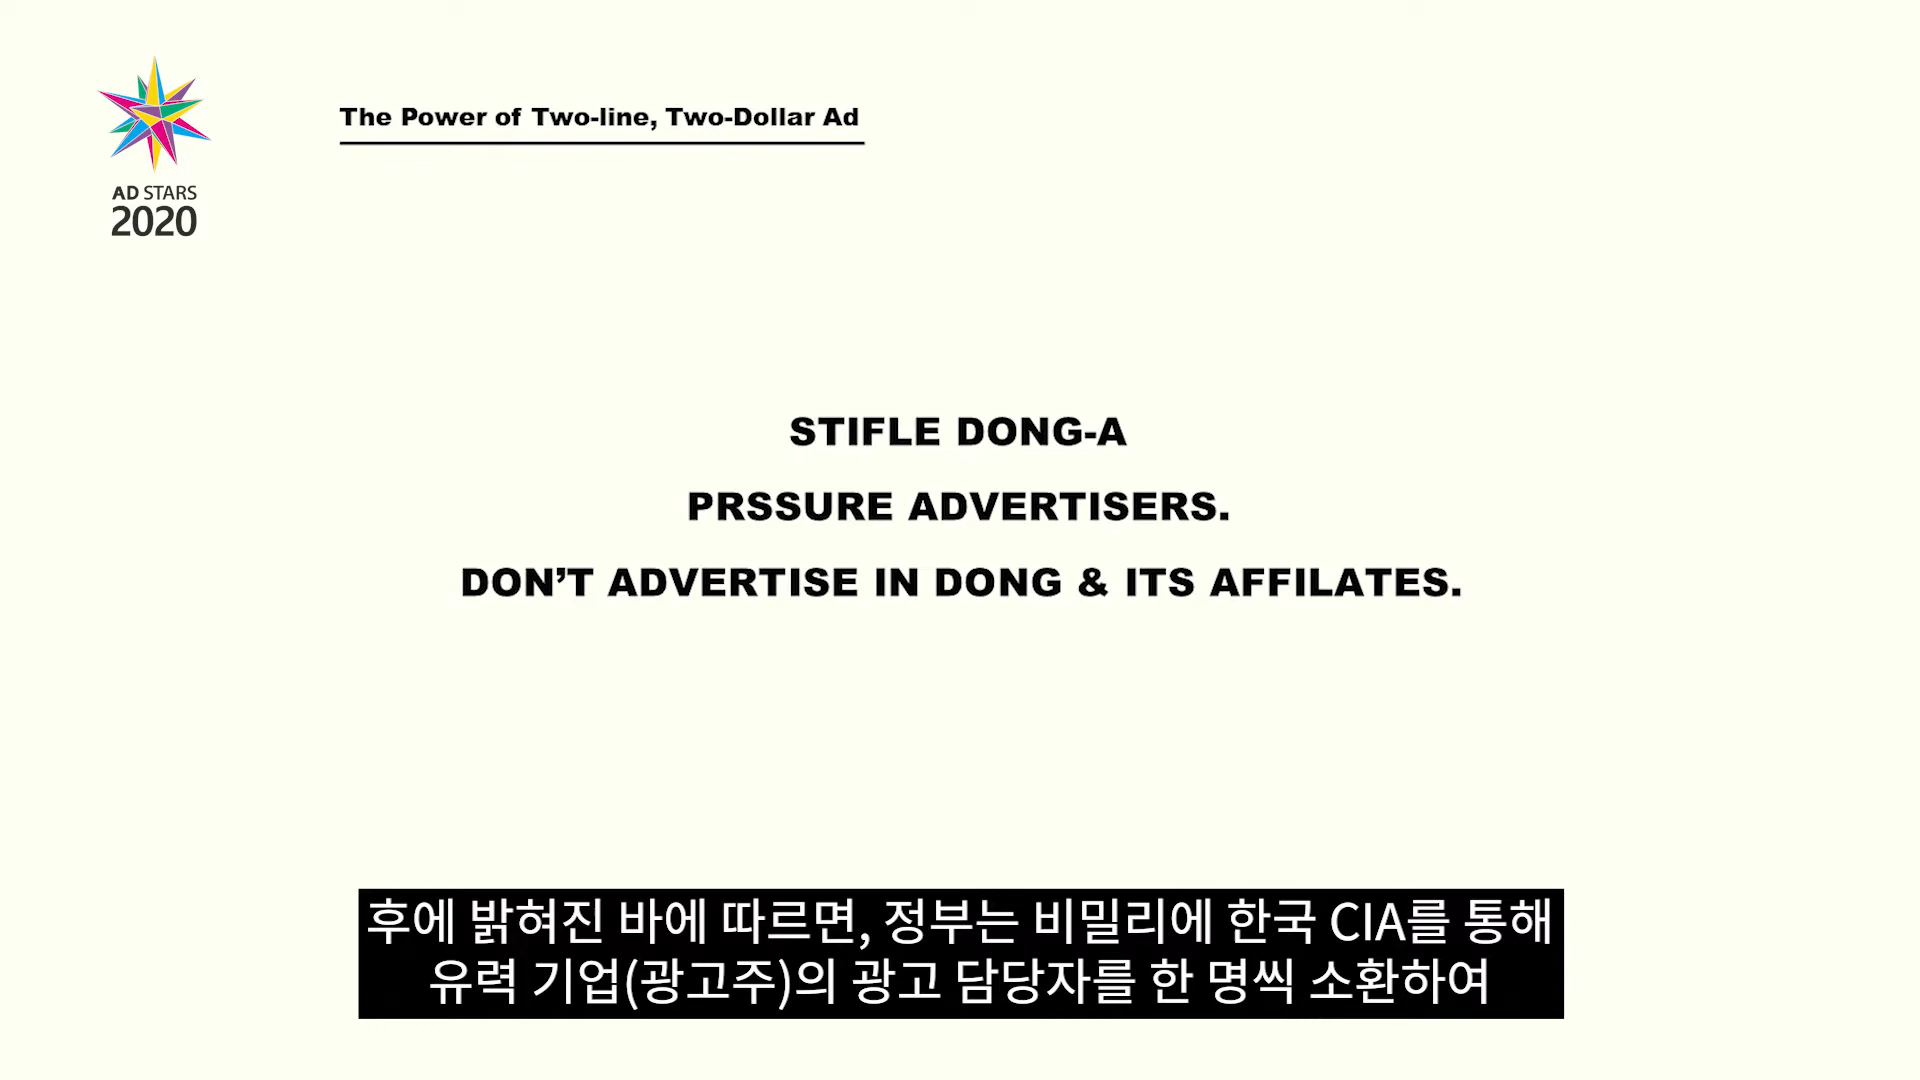 AD STARS
2020
The Power of Two-line, Two-Dollar Ad
STIFLE DONG-A
PRSSURE ADVERTISERS.
DON’T ADVERTISE IN DONG & ITS AFFILATES.
후에 밝혀진 바에 따르면, 정부는 비밀리에 한국 CIA를 통해
유력 기업(광고주)의 광고 담당자를 한 명씩 소환하여